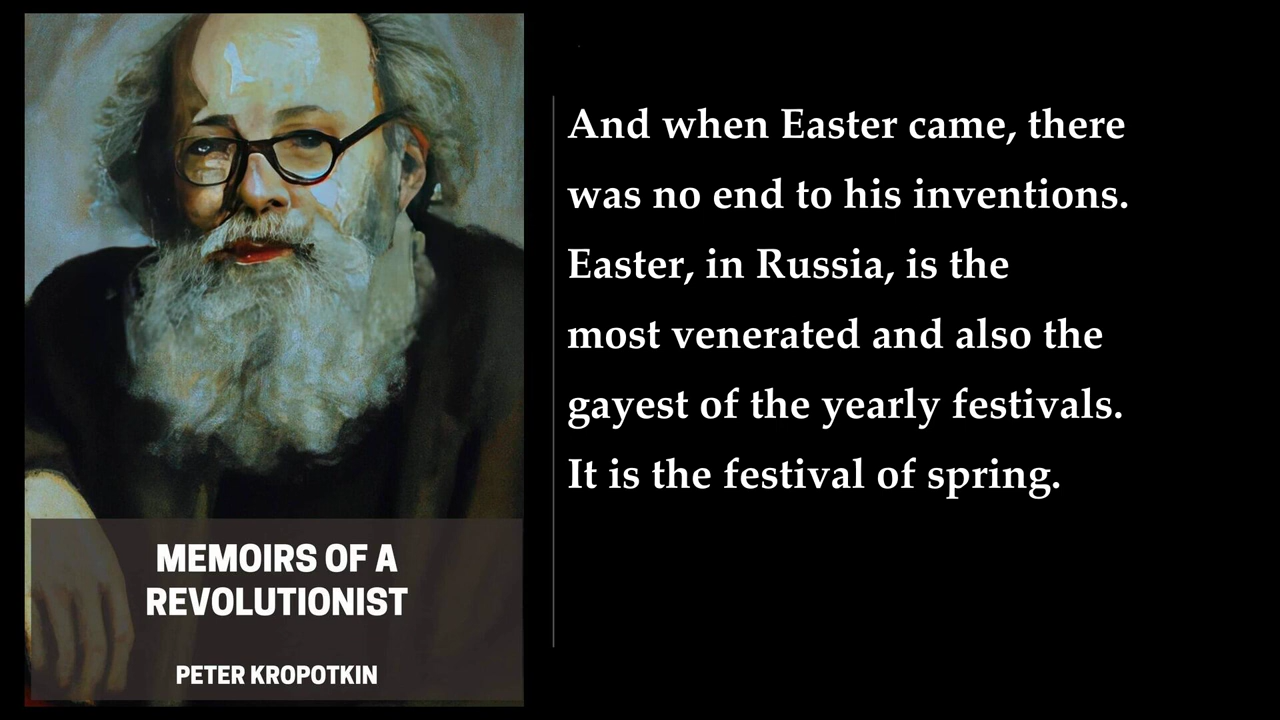 And when Easter came, there
was no end to his inventions.
Easter, in Russia, is the
most venerated and also the
gayest of the yearly festivals.
It is the festival of spring.
MEMOIRS OF A
REVOLUTIONIST
PETER KROPOTKIN